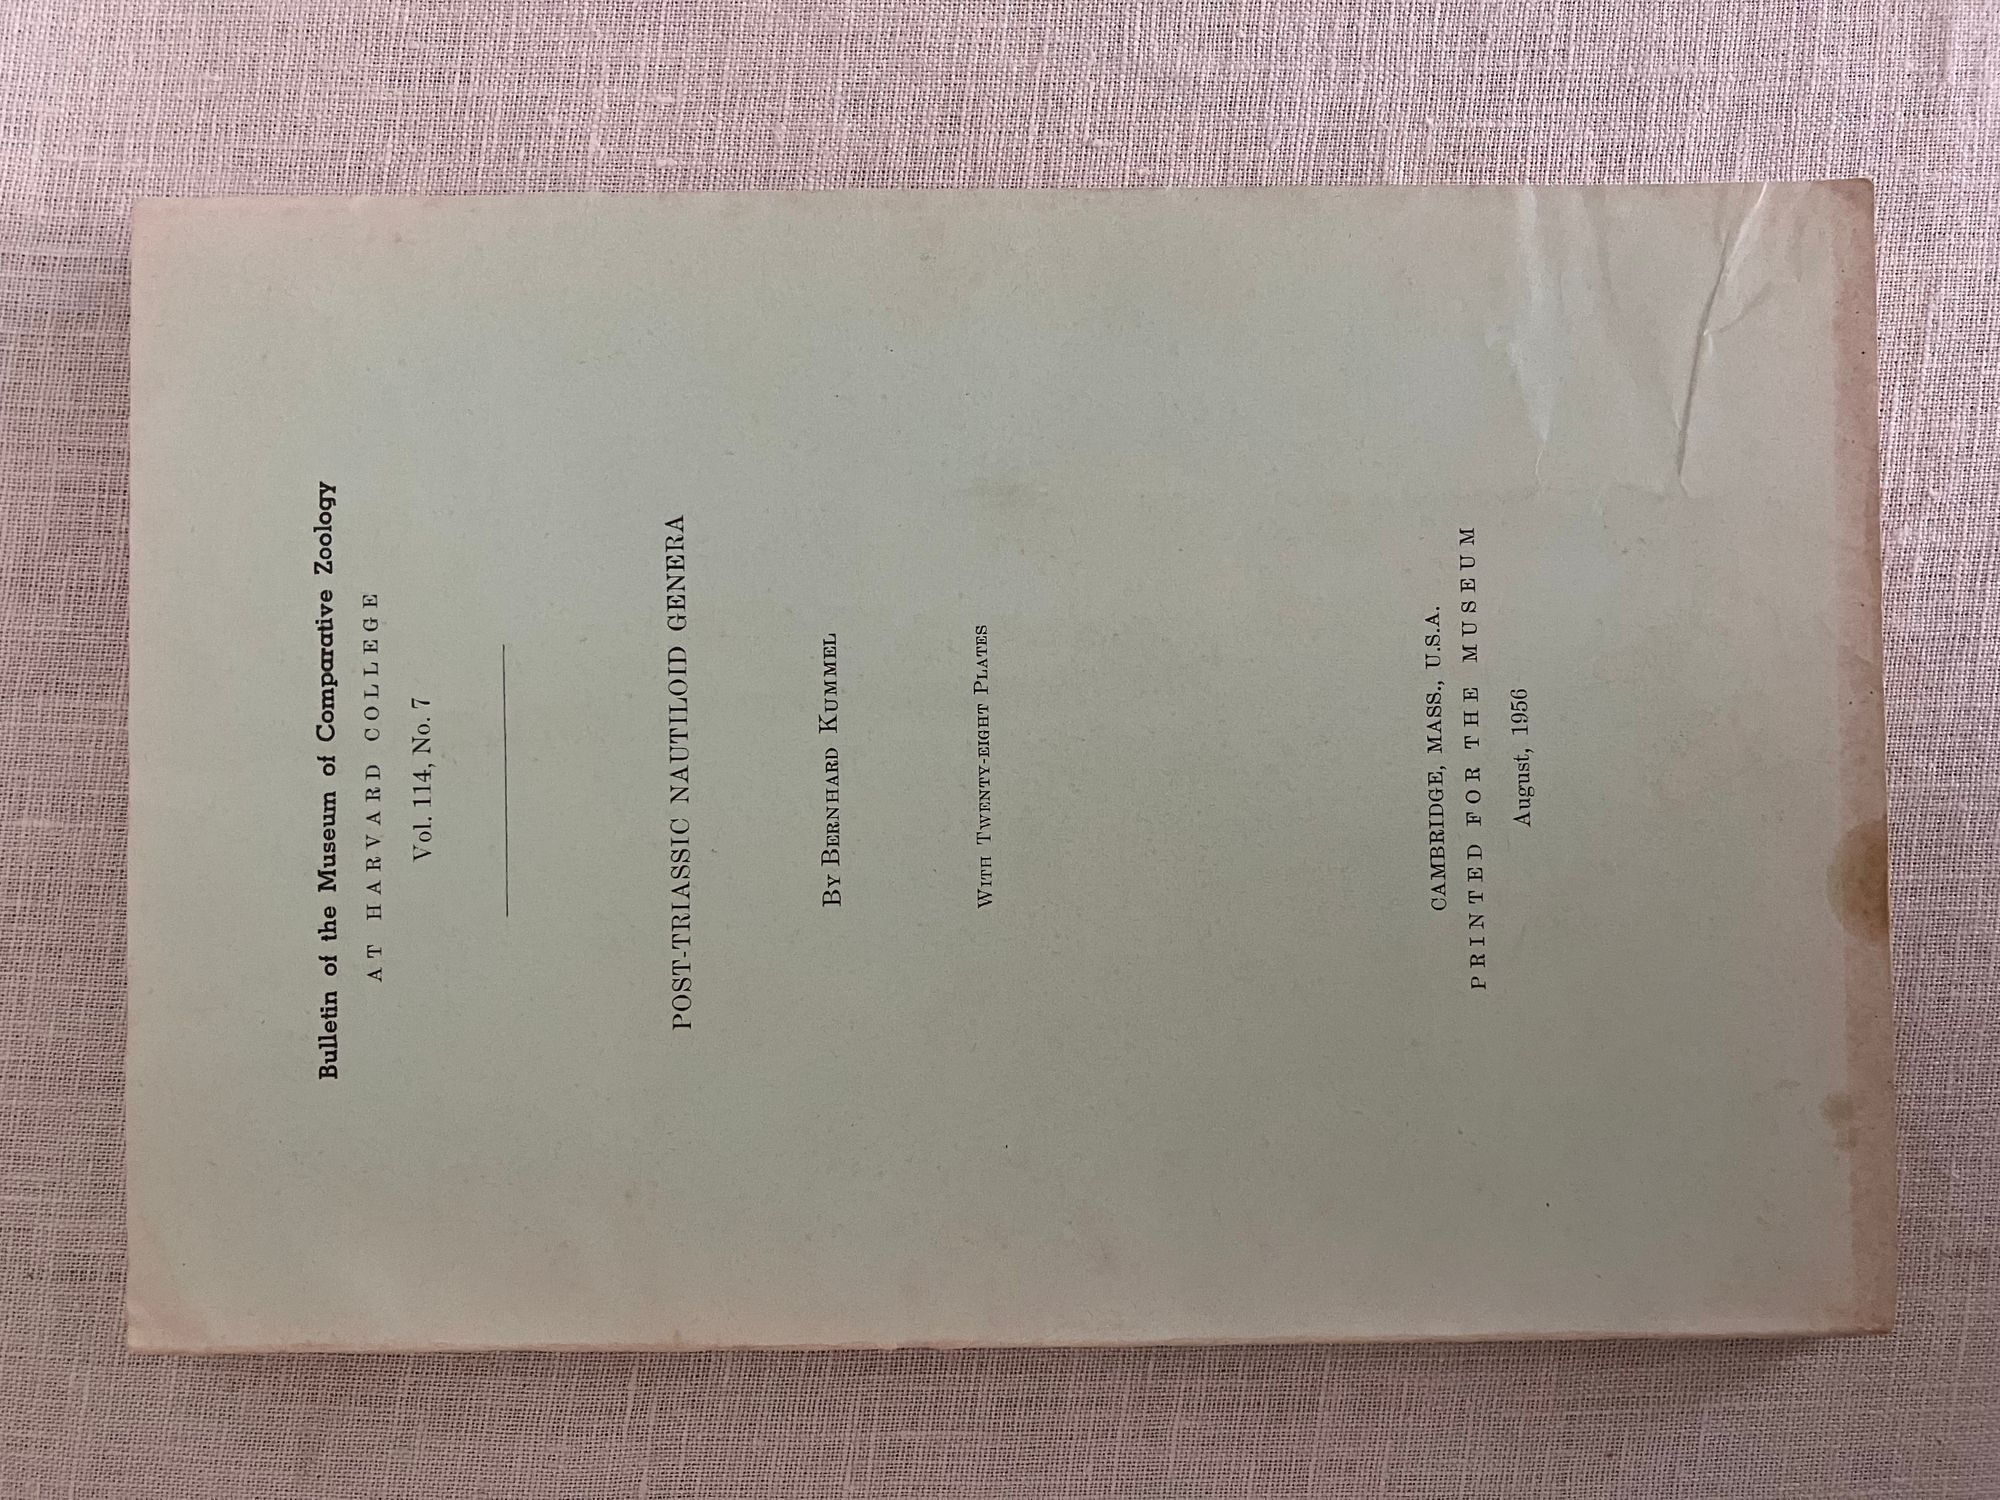 Bulletin of the Museum of Comparative Zoology
AT HARVARD COLLEGE
Vol. 114, No. 7
POST-TRIASSIC NAUTILOID GENERA
By Bernhard Kummel
With Twenty-eight Plates
CAMBRIDGE, MASS., U.S.A.
PRINTED FOR THE MUSEUM
August, 1956